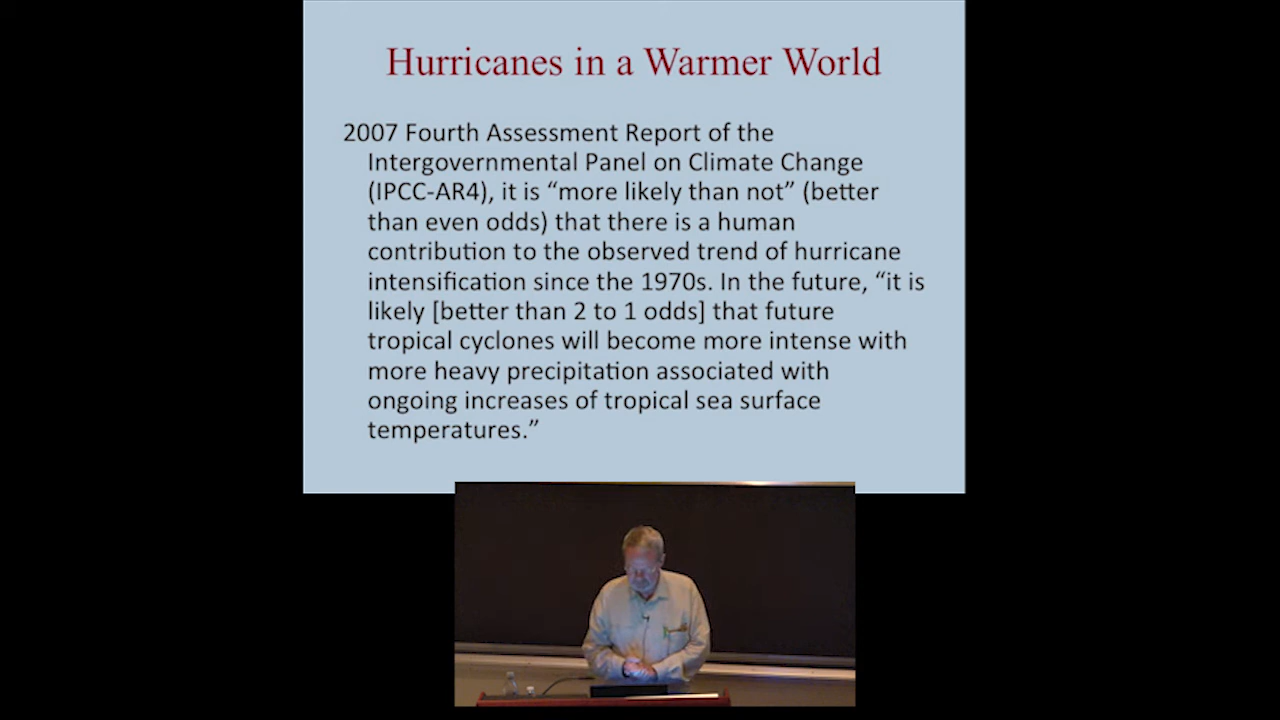 Hurricanes in a Warmer World
2007 Fourth Assessment Report of the
Intergovernmental Panel on Climate Change
(IPCC-AR4), it is “more likely than not” (better
than even odds) that there is a human
contribution to the observed trend of hurricane
intensification since the 1970s. In the future, “it is
likely [better than 2 to 1 odds] that future
tropical cyclones will become more intense with
more heavy precipitation associated with
ongoing increases of tropical sea surface
temperatures.”